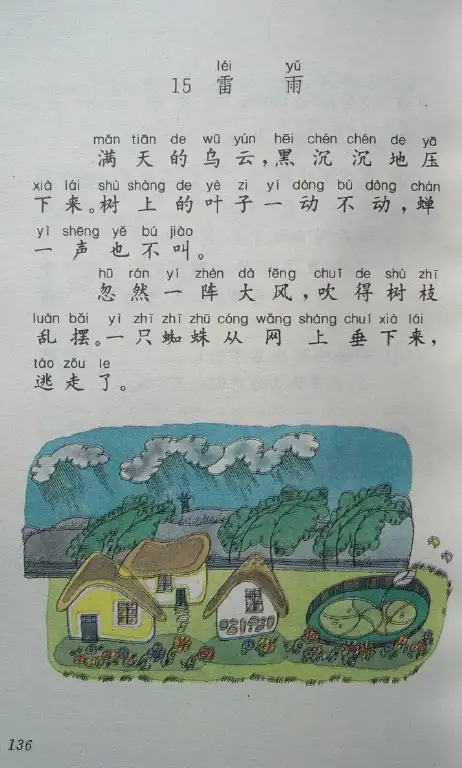 léi yǔ
15 雷 雨
mǎn tiān de wū yún hēi chén chén de yā
满天的乌云,黑沉沉地压
xià lái shù shàng de yè zi yí dòng bú dòng chán
下来。树上的叶子一动不动,蝉
yì shēng yě bú jiào
一声也不叫。
hū rán yí zhèn dà fēng chuī de shù zhī
忽然一阵大风,吹得树枝
luàn bǎi yì zhī zhī zhū cóng wǎng shàng chuí xià lái
乱摆。一只蜘蛛从网上垂下来,
táo zǒu le
逃走了。
136